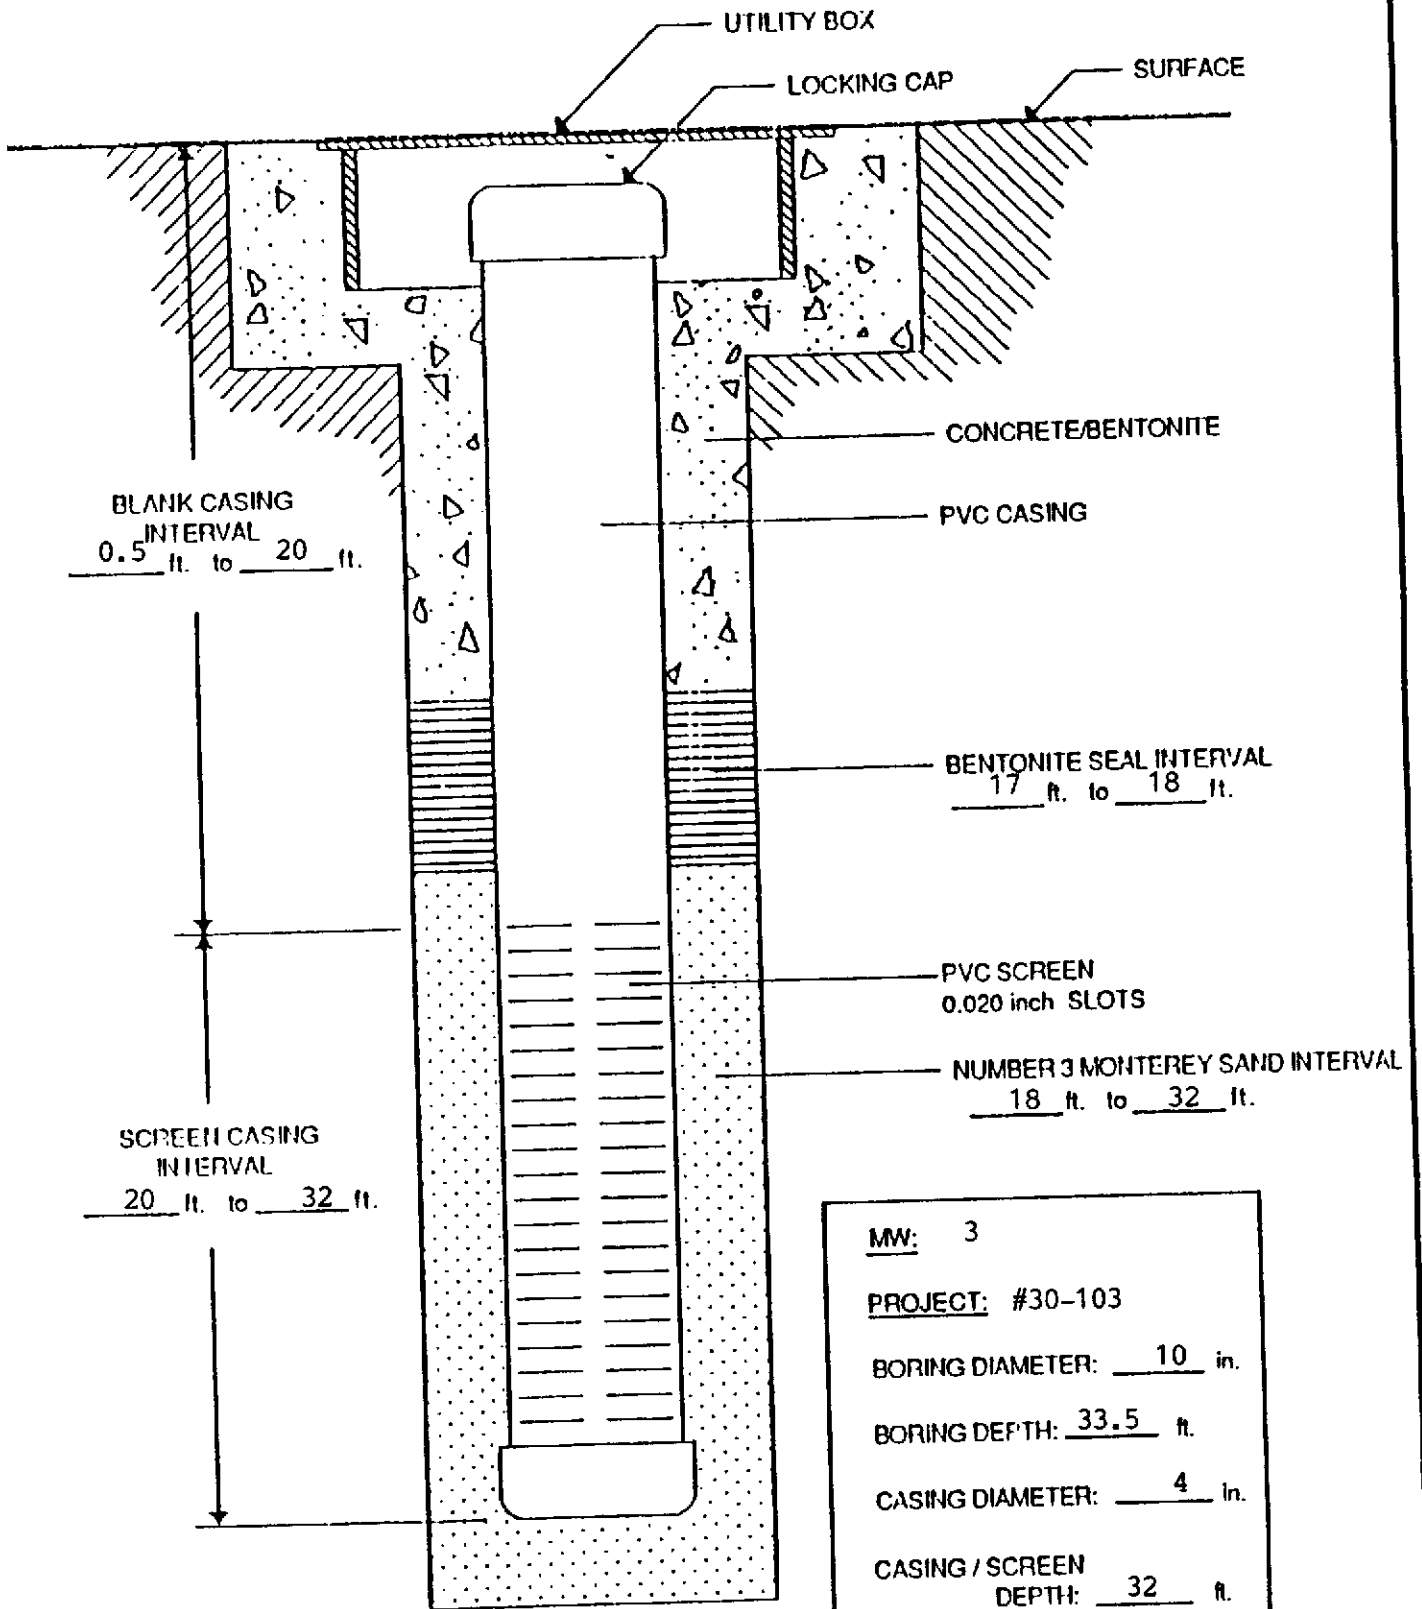 UTILITY BOX
LOCKING CAP
SURFACE
CONCRETE/BENTONITE
PVC CASING
BLANK CASING
INTERVAL
0.5 ft. to 20 ft.
BENTONITE SEAL INTERVAL
17 ft. to 18 ft.
PVC SCREEN
0.020 inch SLOTS
NUMBER 3 MONTEREY SAND INTERVAL
18 ft. to 32 ft.
SCREEN CASING
INTERVAL
20 ft. to 32 ft.
MW: 3
PROJECT: #30-103
BORING DIAMETER: 10 in.
BORING DEPTH: 33.5 ft.
CASING DIAMETER: 4 in.
CASING / SCREEN
DEPTH: 32 ft.